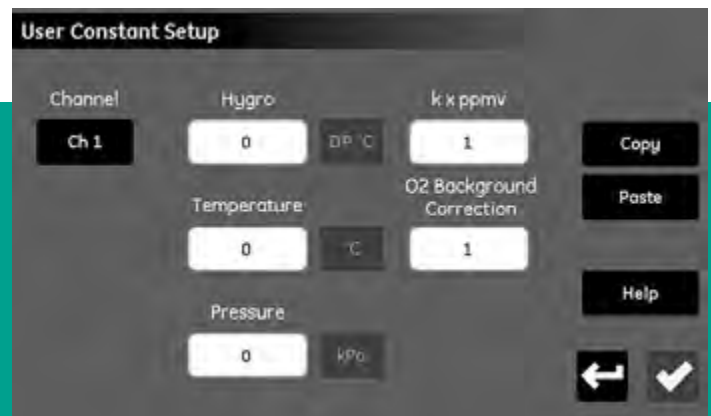 User Constant Setup
Channel
Hygro
k x ppmv
Ch 1
0
DP °C
1
Copy
Temperature
O2 Background
Correction
Paste
0
°C
1
Pressure
Help
0
kPa